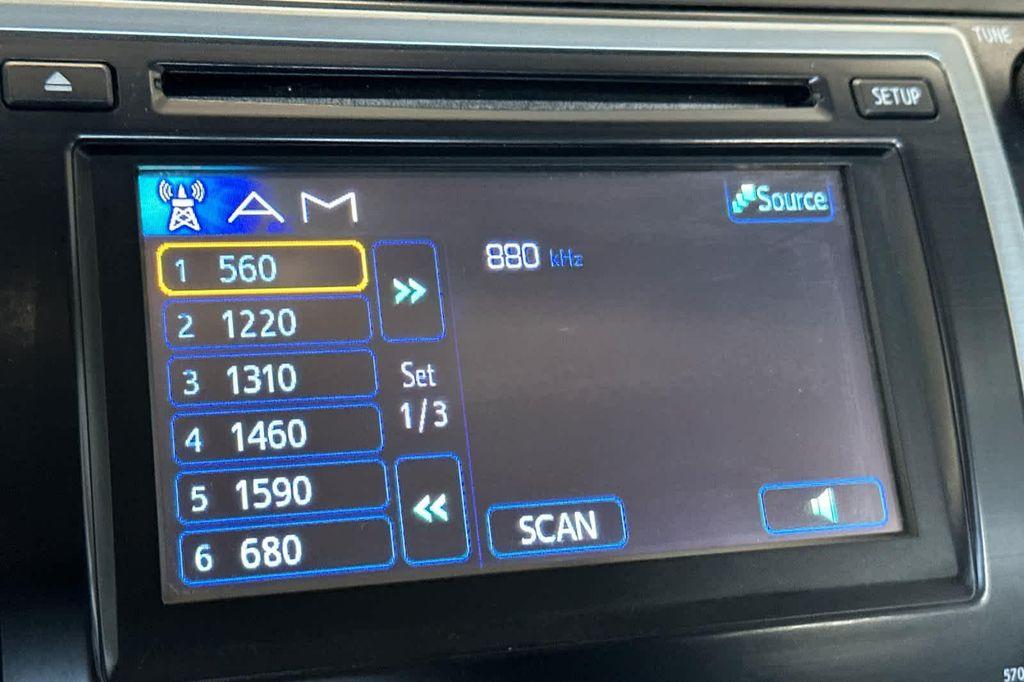 TUNE
SETUP
AM
Source
1 560
880 kHz
2 1220
3 1310
Set
1/3
4 1460
5 1590
SCAN
6 680
570